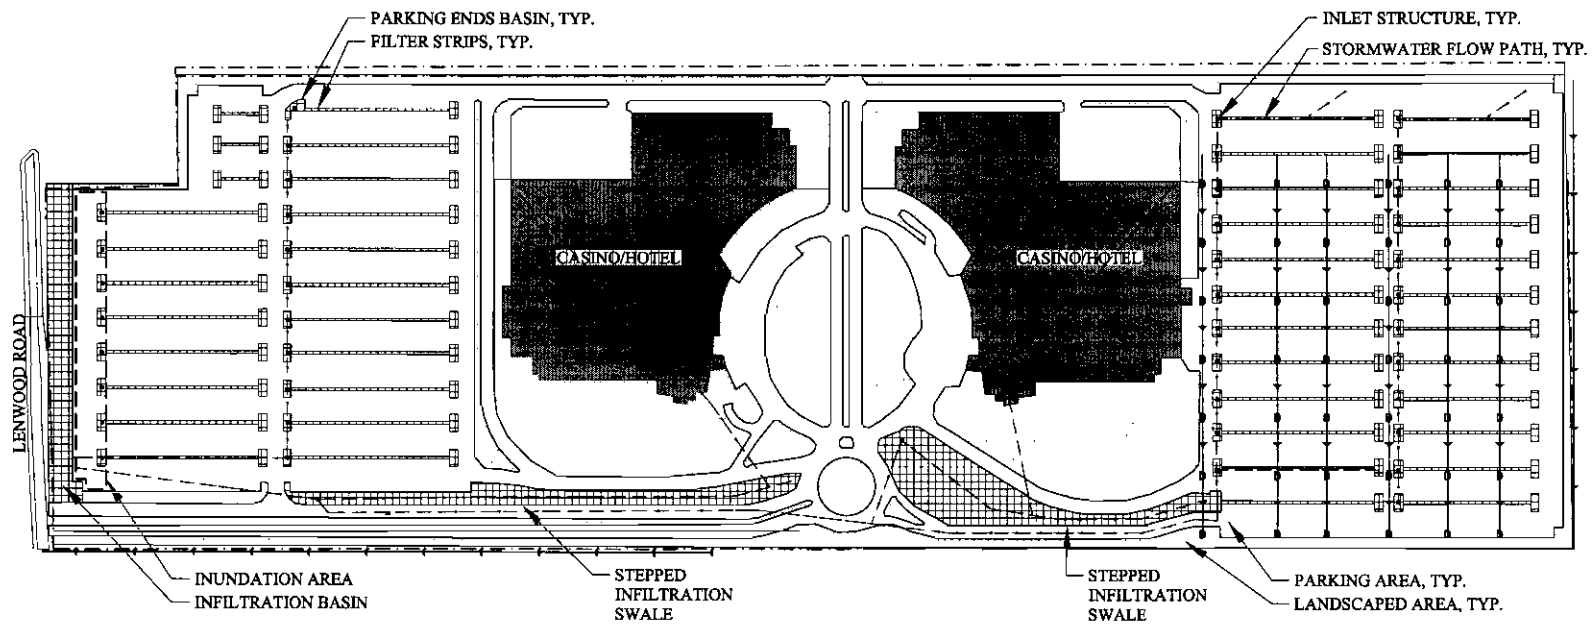 PARKING ENDS BASIN, TYP.
FILTER STRIPS, TYP.
INLET STRUCTURE, TYP.
STORMWATER FLOW PATH, TYP.
CASINO/HOTEL
CASINO/HOTEL
LENWOOD ROAD
INUNDATION AREA
INFILTRATION BASIN
STEPPED
INFILTRATION
SWALE
STEPPED
INFILTRATION
SWALE
PARKING AREA, TYP.
LANDSCAPED AREA, TYP.